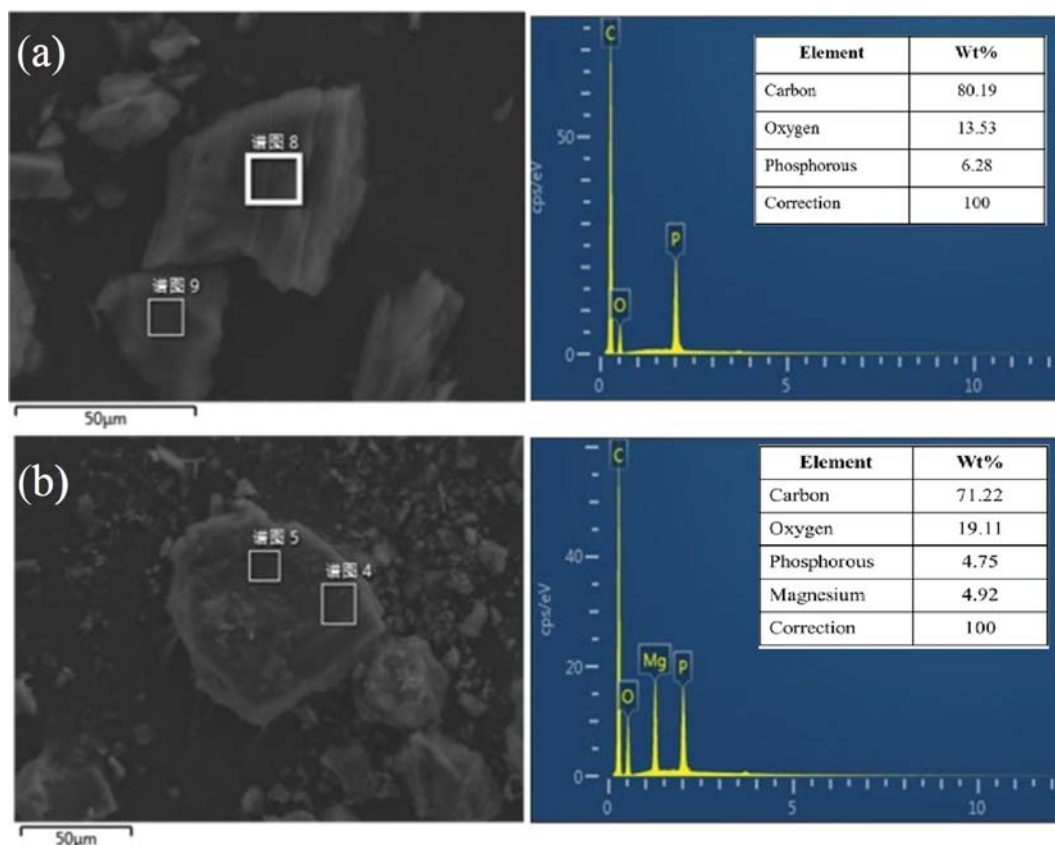 (a)
谱图 8
谱图 9
50μm
C
O
P
cps/eV
50
0
0 5 10
Element Wt%
Carbon 80.19
Oxygen 13.53
Phosphorous 6.28
Correction 100
(b)
谱图 5
谱图 4
50μm
C
O
Mg
P
cps/eV
40
20
0
0 5 10
Element Wt%
Carbon 71.22
Oxygen 19.11
Phosphorous 4.75
Magnesium 4.92
Correction 100